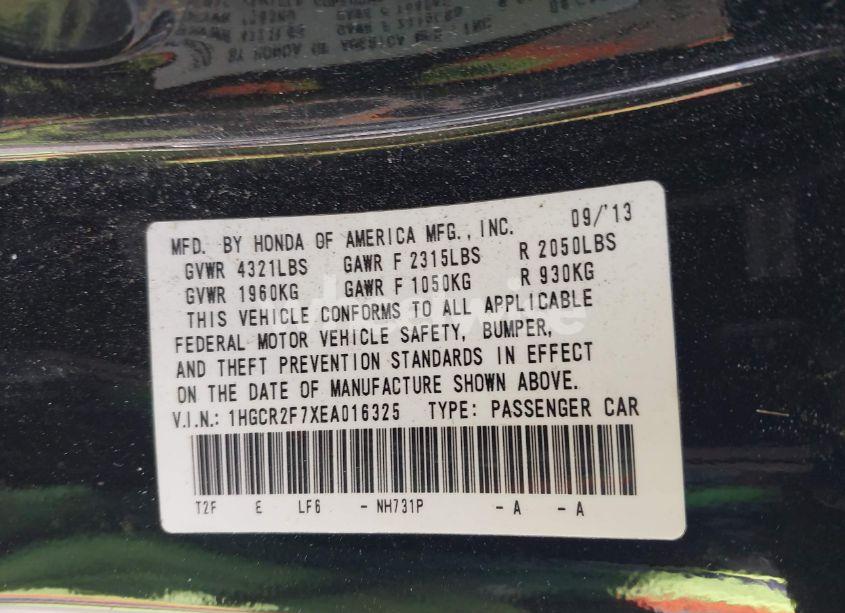 MFD. BY HONDA OF AMERICA MFG., INC. 09/'13
GVWR 4321LBS GAWR F 2315LBS R 2050LBS
GVWR 1960KG GAWR F 1050KG R 930KG
THIS VEHICLE CONFORMS TO ALL APPLICABLE
FEDERAL MOTOR VEHICLE SAFETY, BUMPER,
AND THEFT PREVENTION STANDARDS IN EFFECT
ON THE DATE OF MANUFACTURE SHOWN ABOVE.
V.I.N.: 1HGCR2F7XEA016325 TYPE: PASSENGER CAR
T2F E LF6 - NH731P - A - A